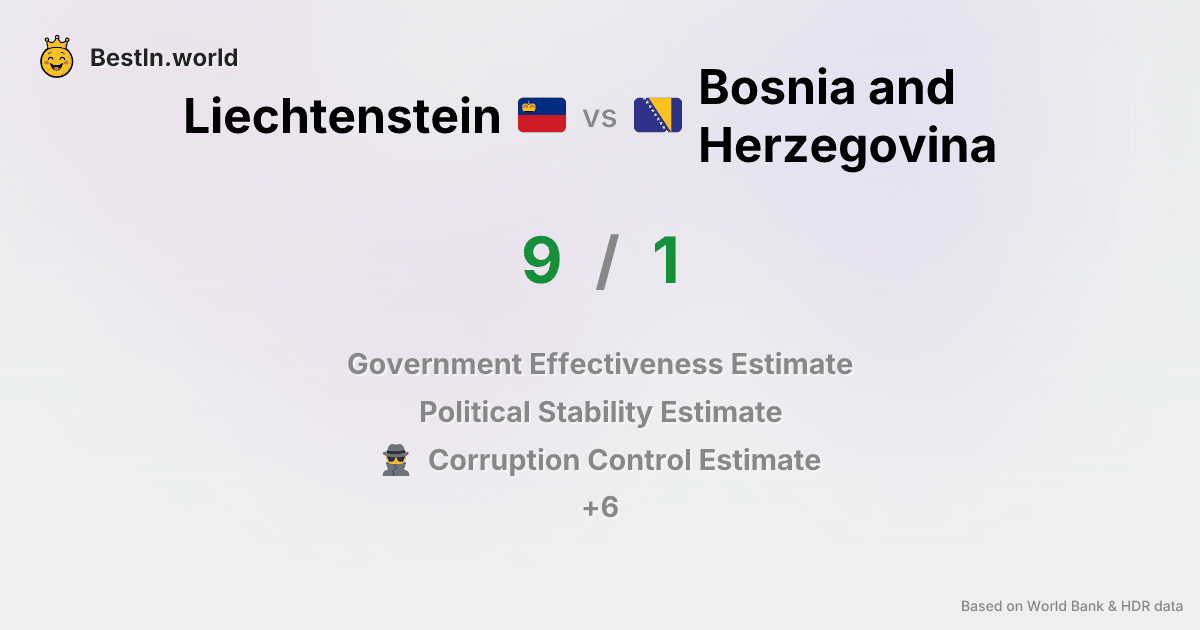 BestIn.world
Liechtenstein vs Bosnia and
Herzegovina
9 / 1
Government Effectiveness Estimate
Political Stability Estimate
Corruption Control Estimate
+6
Based on World Bank & HDR data